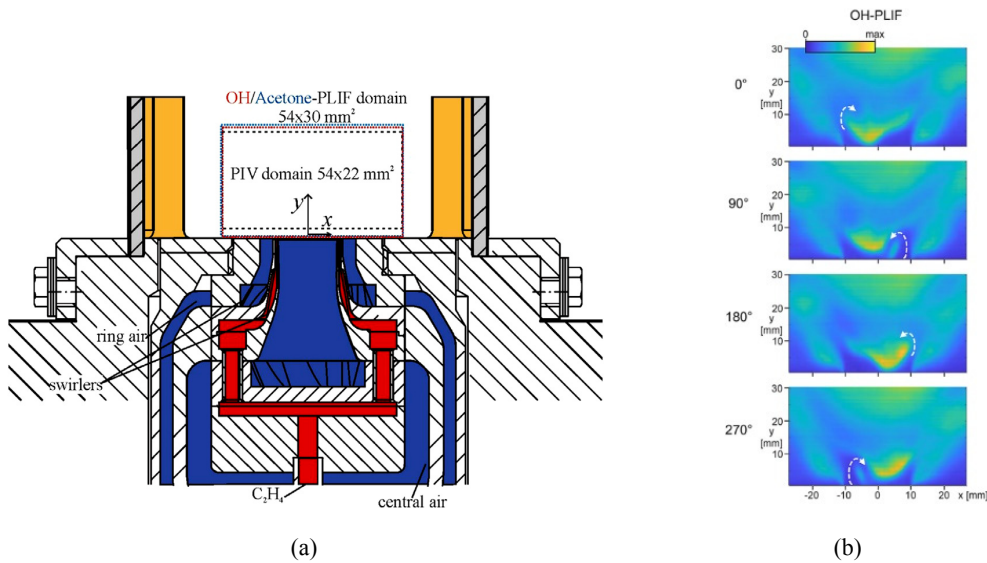 OH/Acetone-PLIF domain
54x30 mm²
PIV domain 54x22 mm²
y
x
ring air
swirlers
C₂H₄
central air
(a)
OH-PLIF
0 max
0°
30
20
y
[mm]
10
90°
30
20
y
[mm]
10
180°
30
20
y
[mm]
10
270°
30
20
y
[mm]
10
-20 -10 0 10 20 x [mm]
(b)